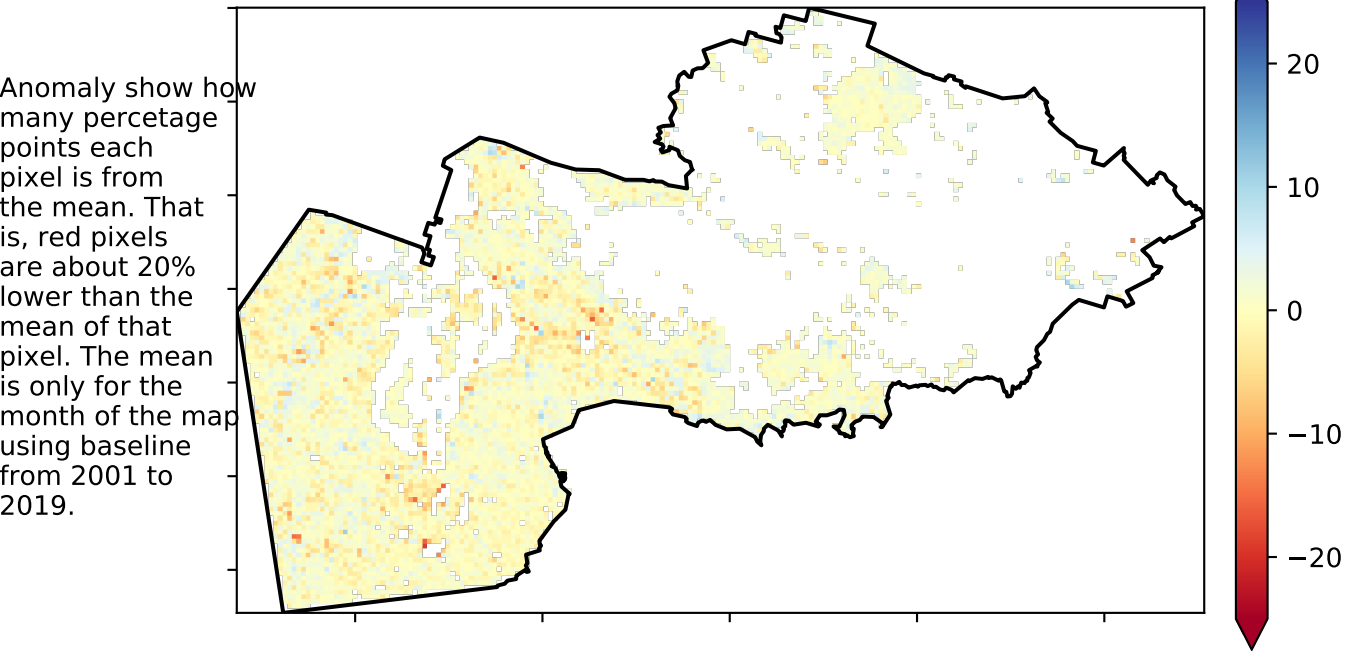 Anomaly show how
many percetage
points each
pixel is from
the mean. That
is, red pixels
are about 20%
lower than the
mean of that
pixel. The mean
is only for the
month of the map
using baseline
from 2001 to
2019.
20
10
0
−10
−20